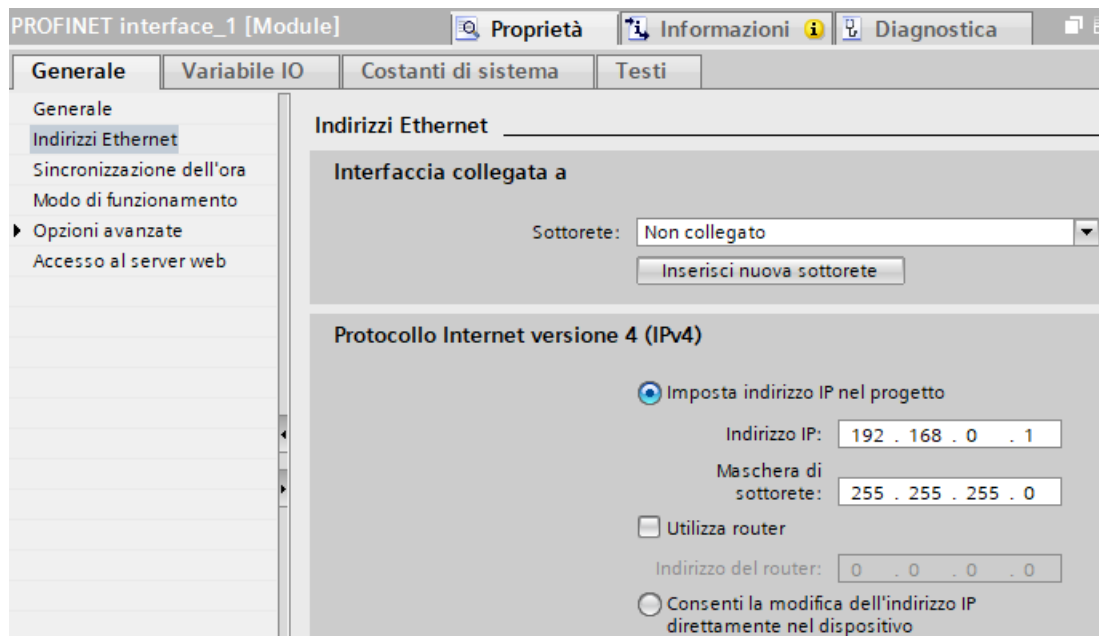 PROFINET interface_1 [Module]
Proprietà
Informazioni
Diagnostica
Generale
Variabile IO
Costanti di sistema
Testi
Generale
Indirizzi Ethernet
Sincronizzazione dell'ora
Modo di funzionamento
Opzioni avanzate
Accesso al server web
Indirizzi Ethernet
Interfaccia collegata a
Sottorete: Non collegato
Inserisci nuova sottorete
Protocollo Internet versione 4 (IPv4)
Imposta indirizzo IP nel progetto
Indirizzo IP: 192 . 168 . 0 . 1
Maschera di
sottorete: 255 . 255 . 255 . 0
Utilizza router
Indirizzo del router: 0 . 0 . 0 . 0
Consenti la modifica dell'indirizzo IP
direttamente nel dispositivo